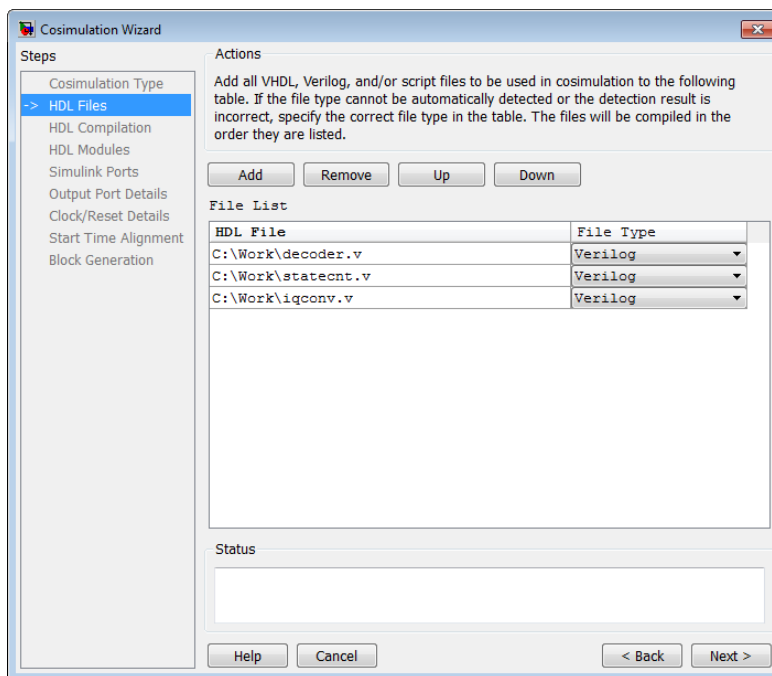 Cosimulation Wizard
Steps
Cosimulation Type
-> HDL Files
HDL Compilation
HDL Modules
Simulink Ports
Output Port Details
Clock/Reset Details
Start Time Alignment
Block Generation
Actions
Add all VHDL, Verilog, and/or script files to be used in cosimulation to the following
table. If the file type cannot be automatically detected or the detection result is
incorrect, specify the correct file type in the table. The files will be compiled in the
order they are listed.
Add Remove Up Down
File List
HDL File File Type
C:\Work\decoder.v Verilog
C:\Work\statecnt.v Verilog
C:\Work\iqconv.v Verilog
Status
Help Cancel < Back Next >